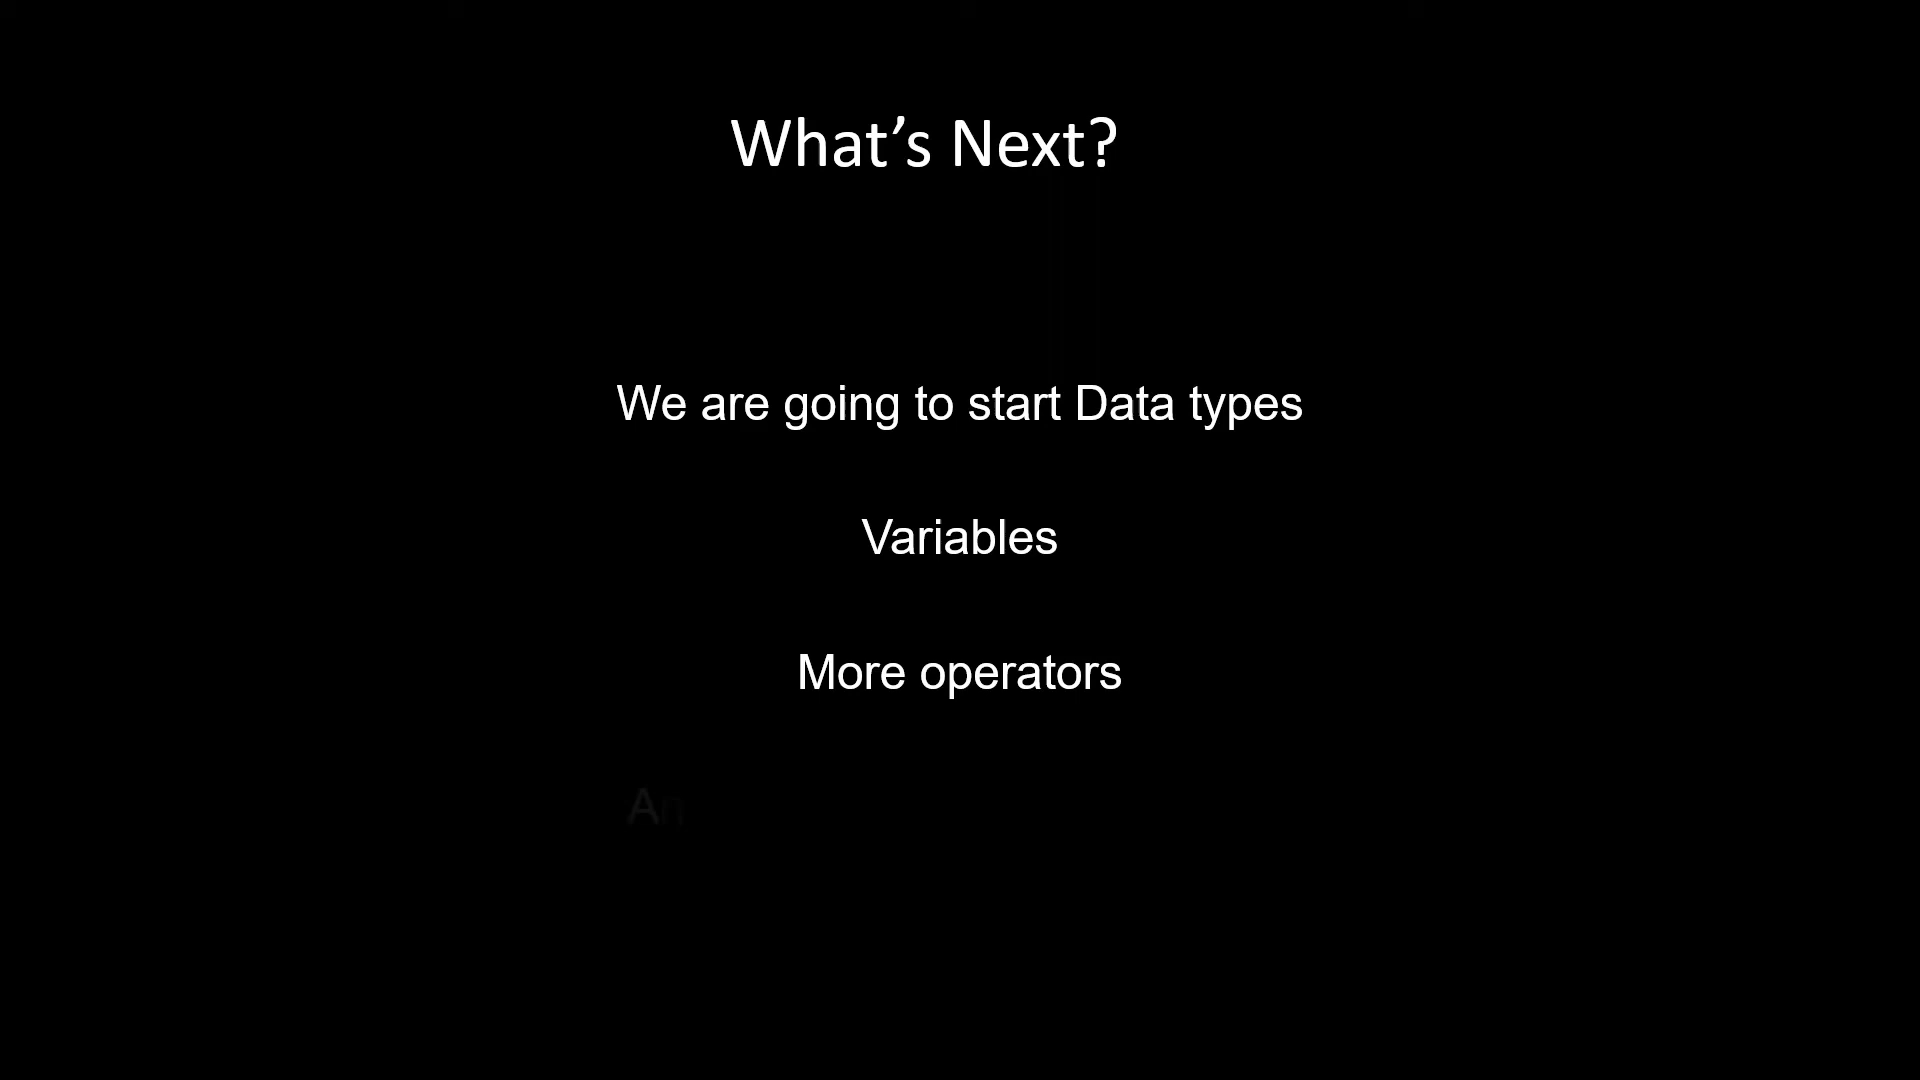 What’s Next?
We are going to start Data types
Variables
More operators